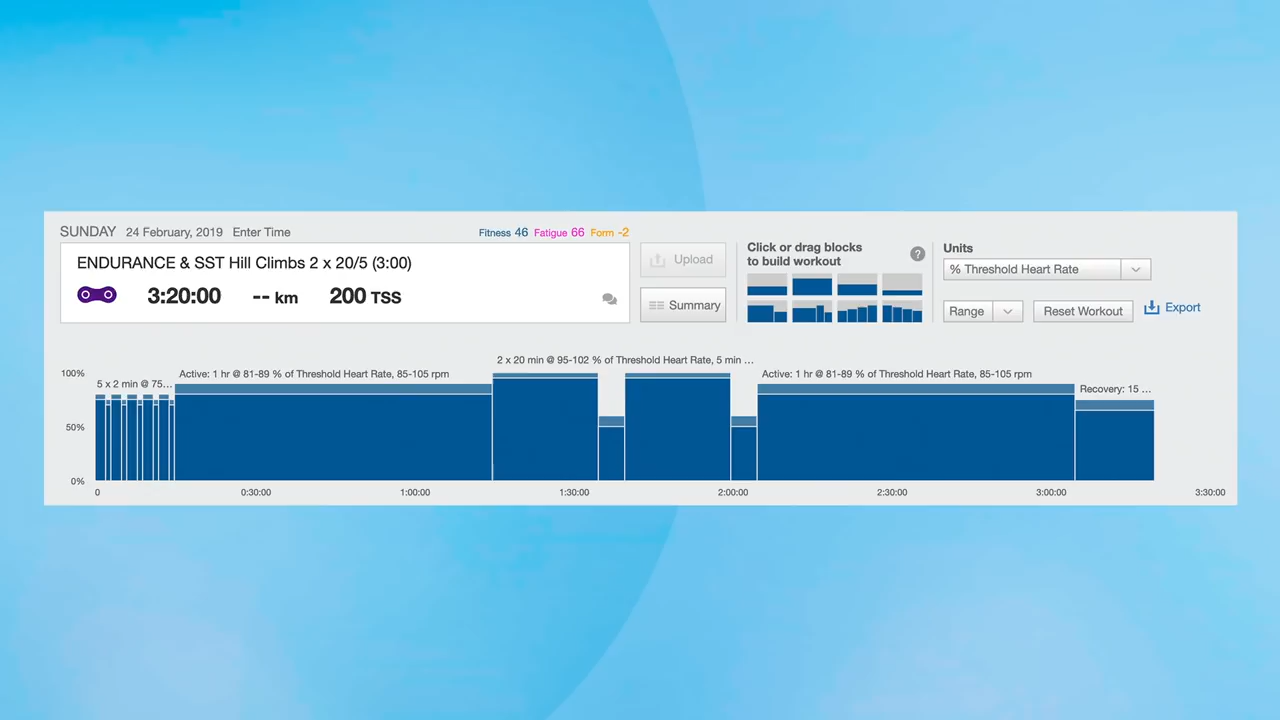 SUNDAY 24 February, 2019 Enter Time Fitness 46 Fatigue 66 Form -2
ENDURANCE & SST Hill Climbs 2 x 20/5 (3:00)
3:20:00 -- km 200 TSS
Upload
Summary
Click or drag blocks
to build workout
?
Units
% Threshold Heart Rate
Range
Reset Workout
Export
2 x 20 min @ 95-102 % of Threshold Heart Rate, 5 min ...
100% 5 x 2 min @ 75... Active: 1 hr @ 81-89 % of Threshold Heart Rate, 85-105 rpm Active: 1 hr @ 81-89 % of Threshold Heart Rate, 85-105 rpm Recovery: 15 ...
50%
0%
0 0:30:00 1:00:00 1:30:00 2:00:00 2:30:00 3:00:00 3:30:00